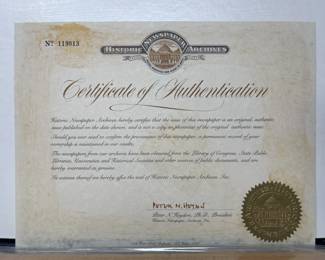 Nº 119813
NEWSPAPER
HISTORIC ARCHIVES
Certificate of Authentication
Historic Newspaper Archives hereby certifies that the issue of this newspaper is an original authentic
issue published on the date shown, and is not a copy or photostat of the original authentic issue.
Should you ever need to confirm the provenance of this newspaper, a permanent record of your
ownership is maintained in our vaults.
The newspapers from our archives have been obtained from the Library of Congress, State Public
Libraries, Universities and Historical Societies and other sources of public documents, and are
hereby warranted as genuine.
In witness thereof we hereby affix the seal of Historic Newspaper Archives Inc.
Peter N. Heyden, Ph.D., President
Historic Newspaper Archives, Inc.